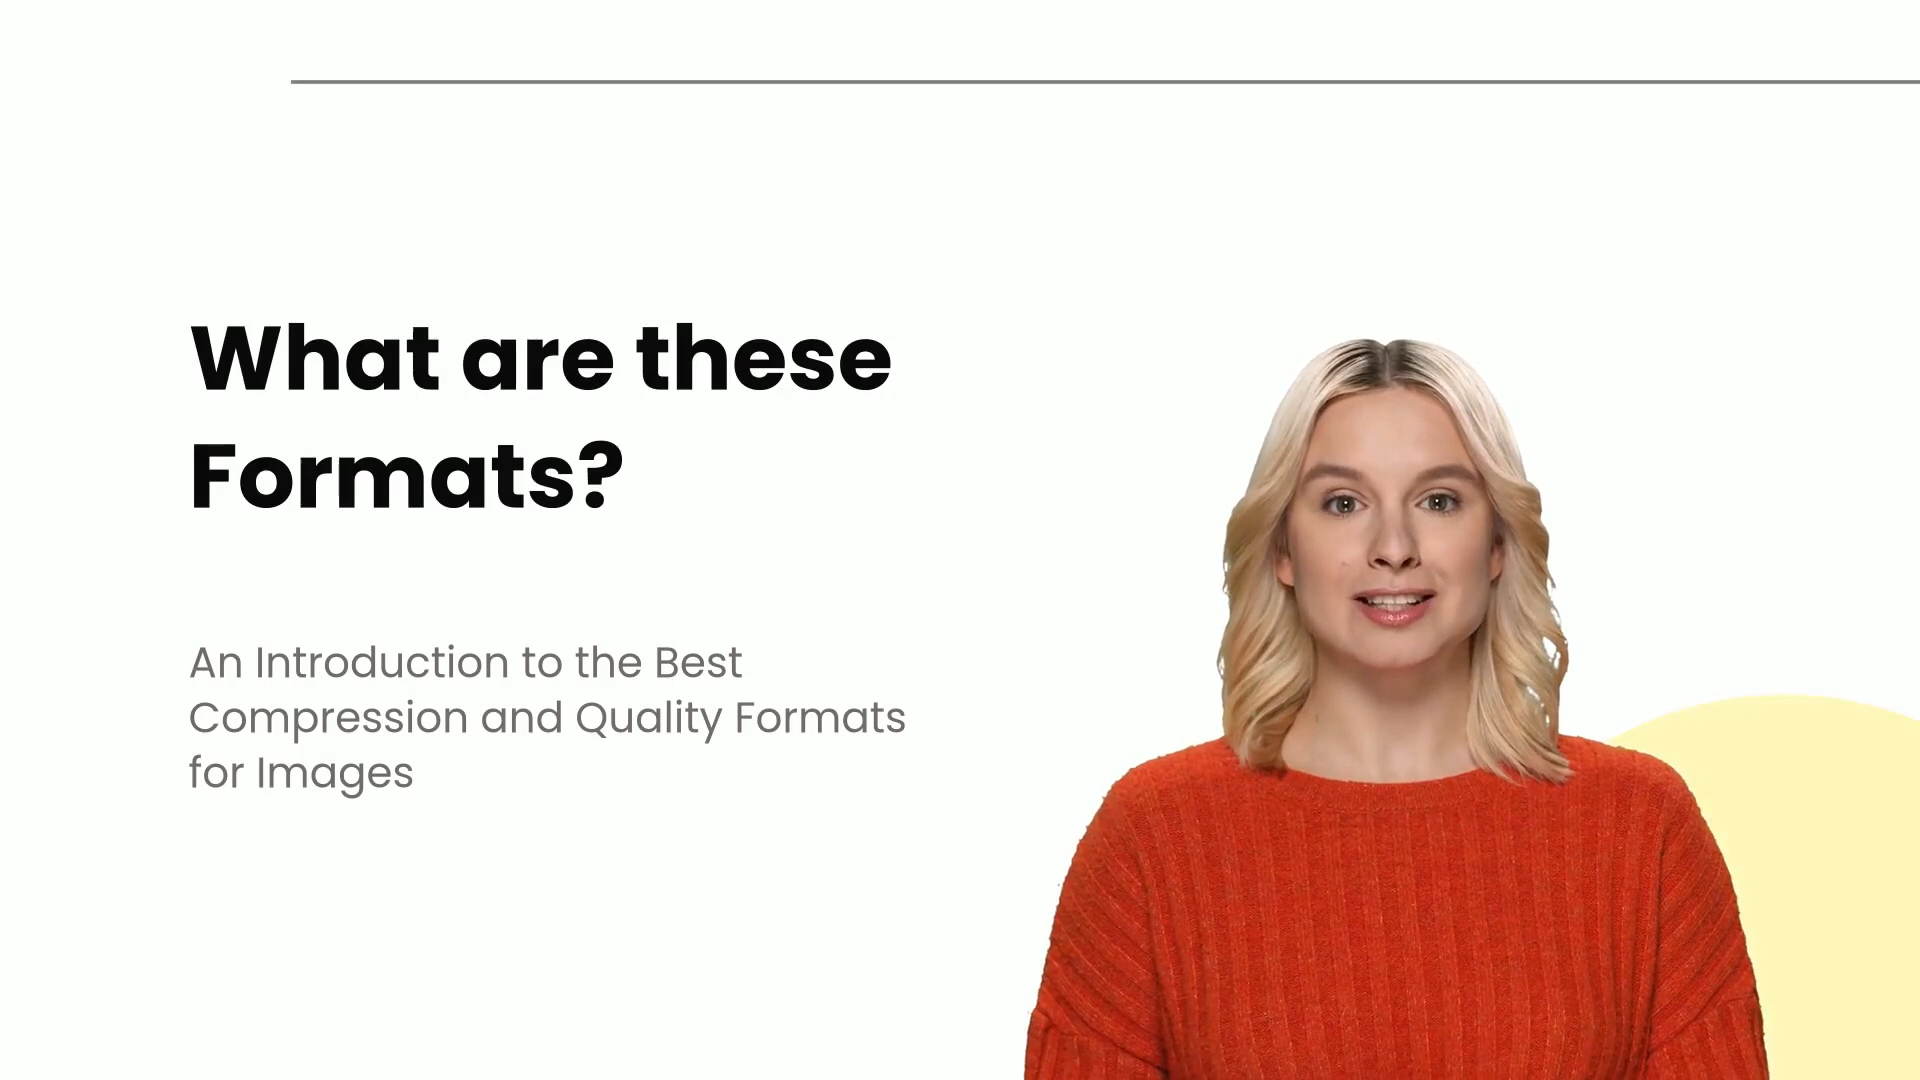 What are these
Formats?
An Introduction to the Best
Compression and Quality Formats
for Images